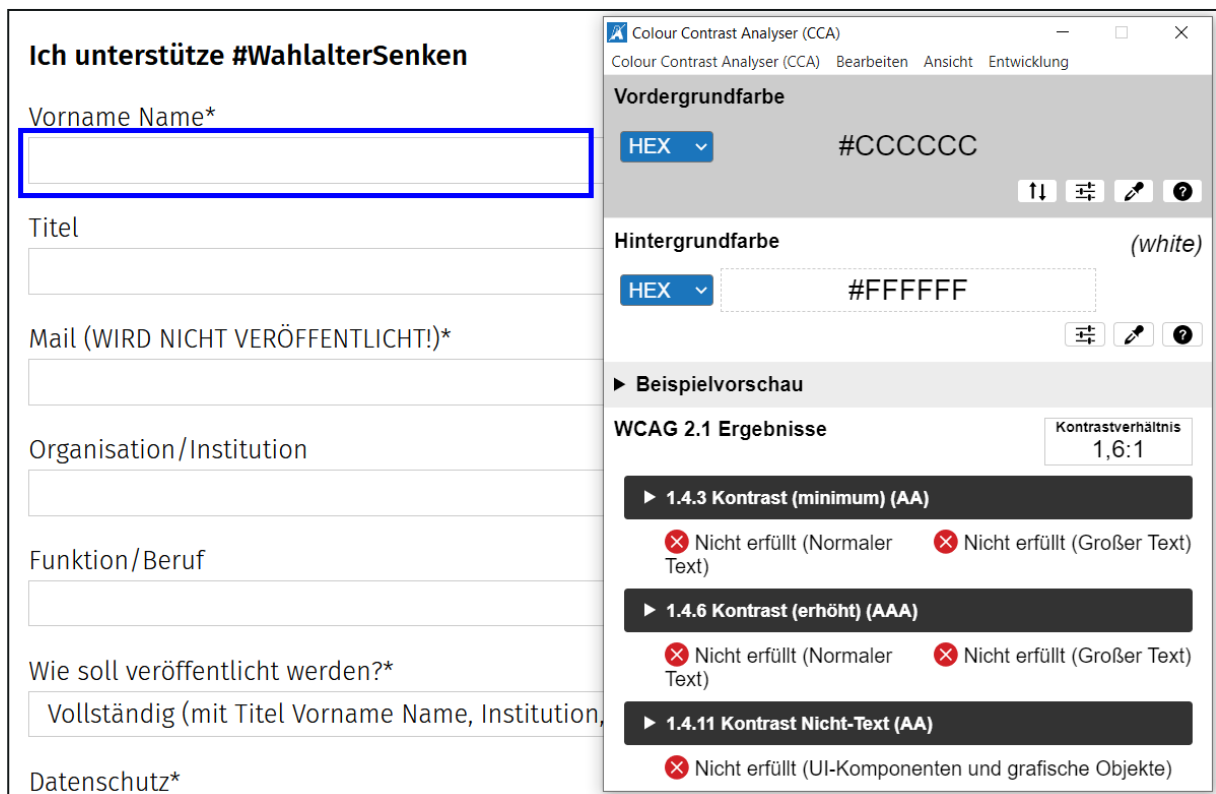 Ich unterstütze #WahlalterSenken
Vorname Name*
Titel
Mail (WIRD NICHT VERÖFFENTLICHT!)*
Organisation/Institution
Funktion/Beruf
Wie soll veröffentlicht werden?*
Vollständig (mit Titel Vorname Name, Institution,
Datenschutz*
Colour Contrast Analyser (CCA)
Colour Contrast Analyser (CCA) Bearbeiten Ansicht Entwicklung
Vordergrundfarbe
HEX #CCCCCC
Hintergrundfarbe (white)
HEX #FFFFFF
Beispielvorschau
WCAG 2.1 Ergebnisse
Kontrastverhältnis
1,6:1
1.4.3 Kontrast (minimum) (AA)
Nicht erfüllt (Normaler
Text)
Nicht erfüllt (Großer Text)
1.4.6 Kontrast (erhöht) (AAA)
Nicht erfüllt (Normaler
Text)
Nicht erfüllt (Großer Text)
1.4.11 Kontrast Nicht-Text (AA)
Nicht erfüllt (UI-Komponenten und grafische Objekte)